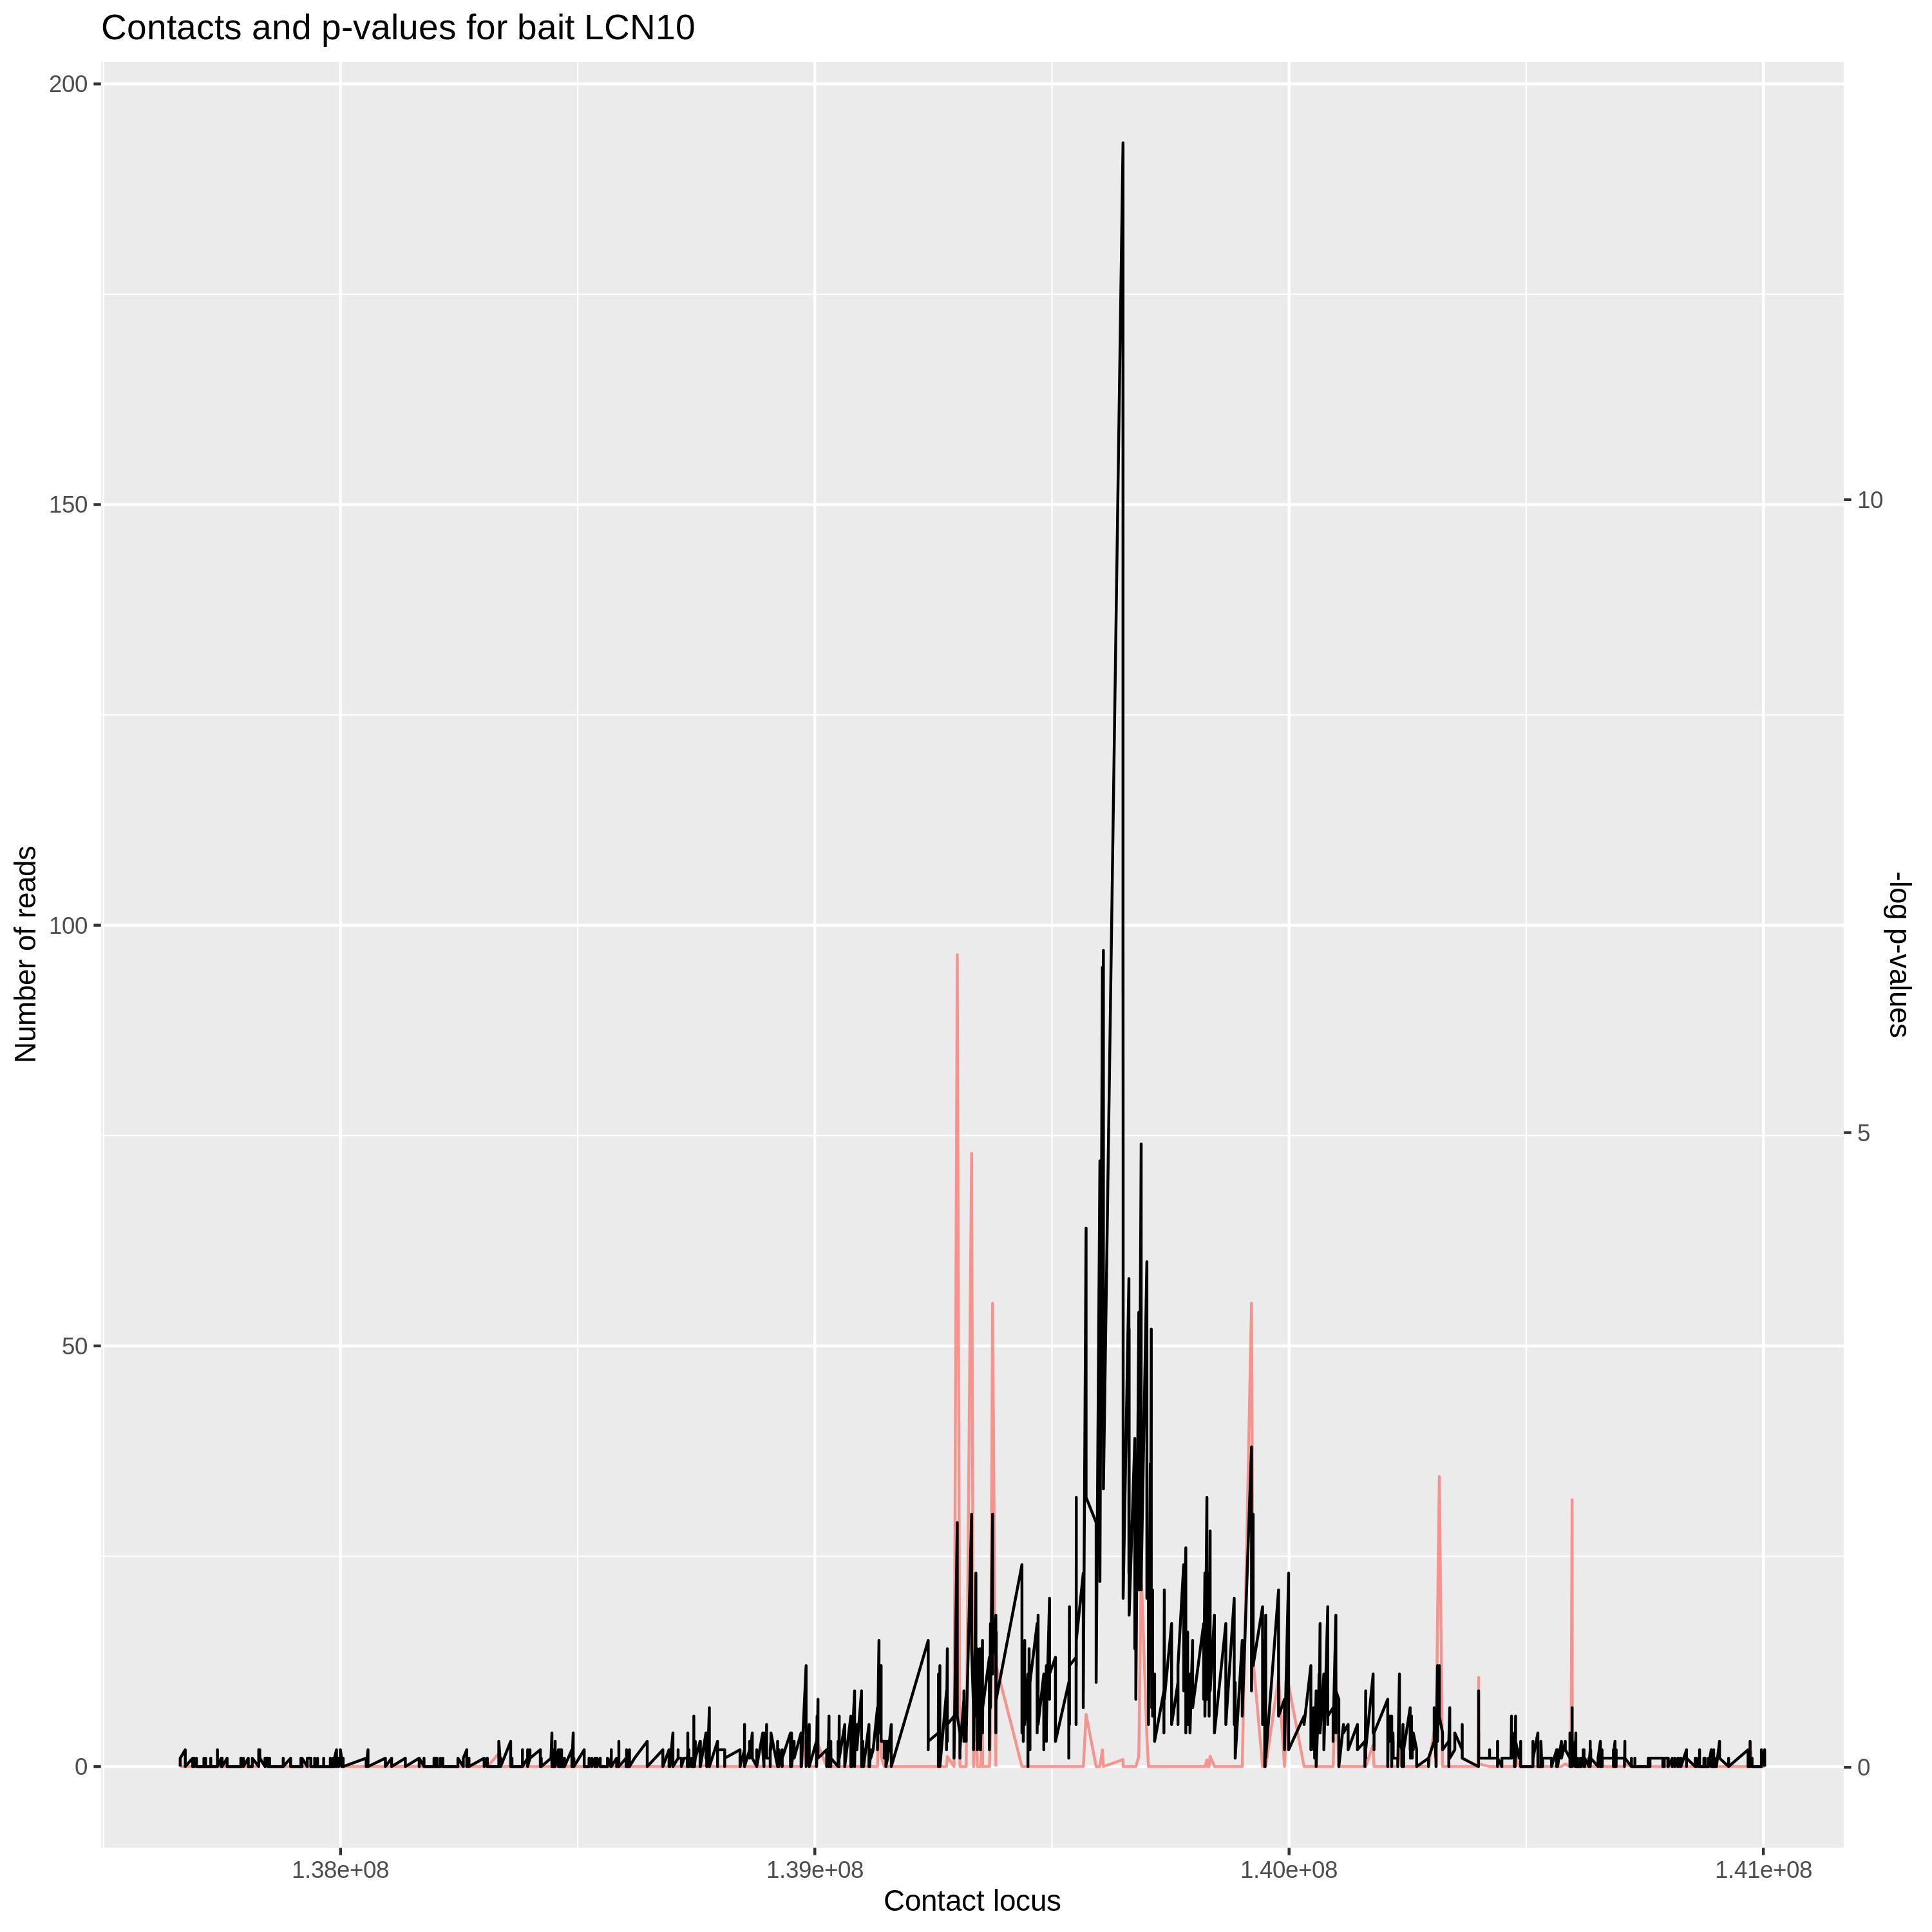 Contacts and p-values for bait LCN10
200
150
100
50
0
Number of reads
10
5
0
-log p-values
1.38e+08
1.39e+08
1.40e+08
1.41e+08
Contact locus